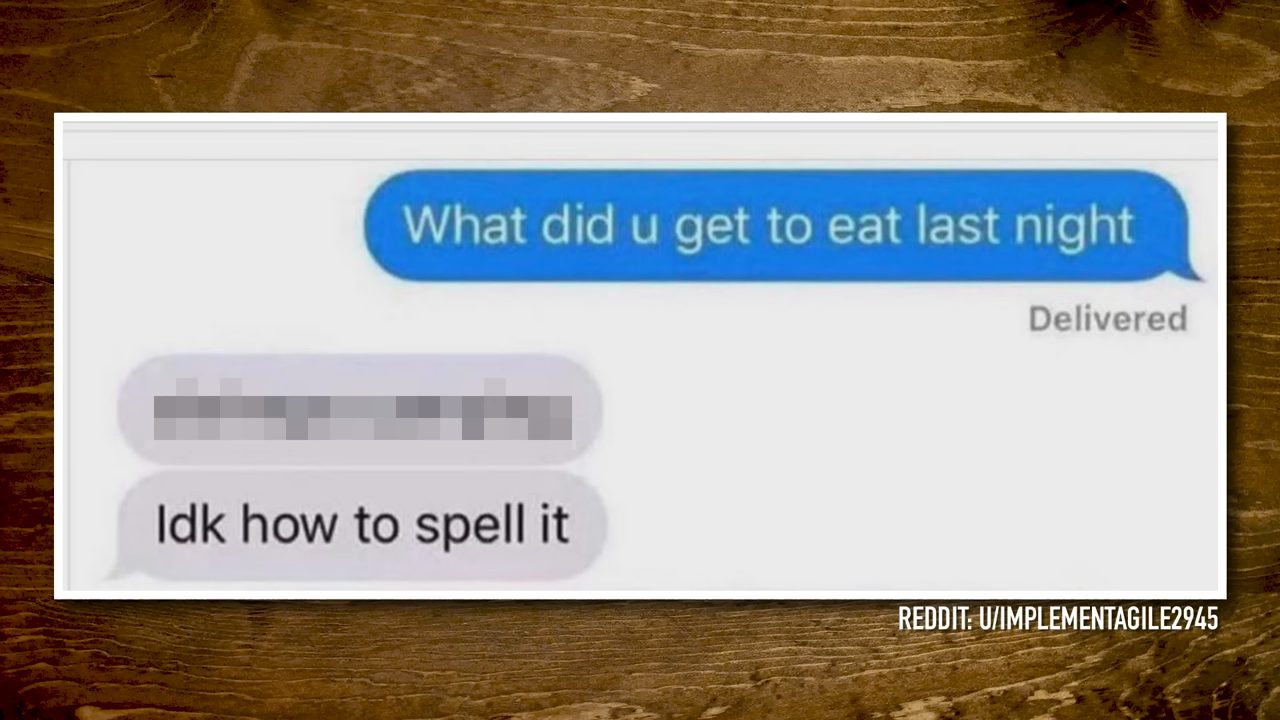 What did u get to eat last night
Delivered
Idk how to spell it
REDDIT: U/IMPLEMENTAGILE2945